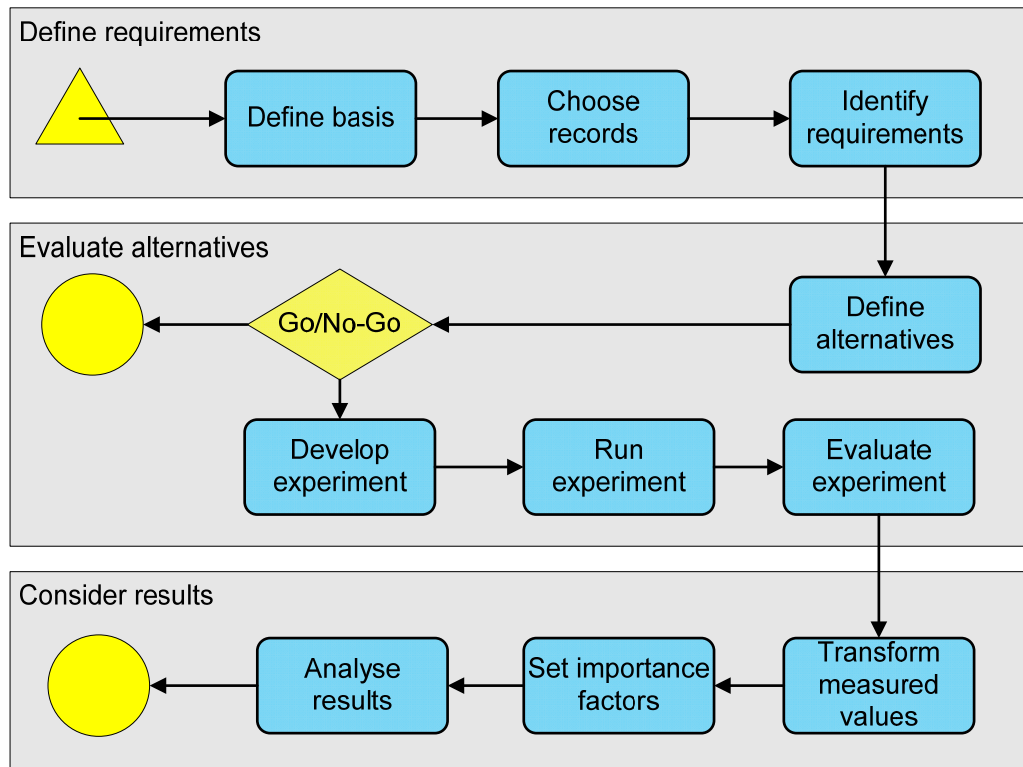 Define requirements
Define basis
Choose
records
Identify
requirements
Evaluate alternatives
Go/No-Go
Define
alternatives
Develop
experiment
Run
experiment
Evaluate
experiment
Consider results
Analyse
results
Set importance
factors
Transform
measured
values